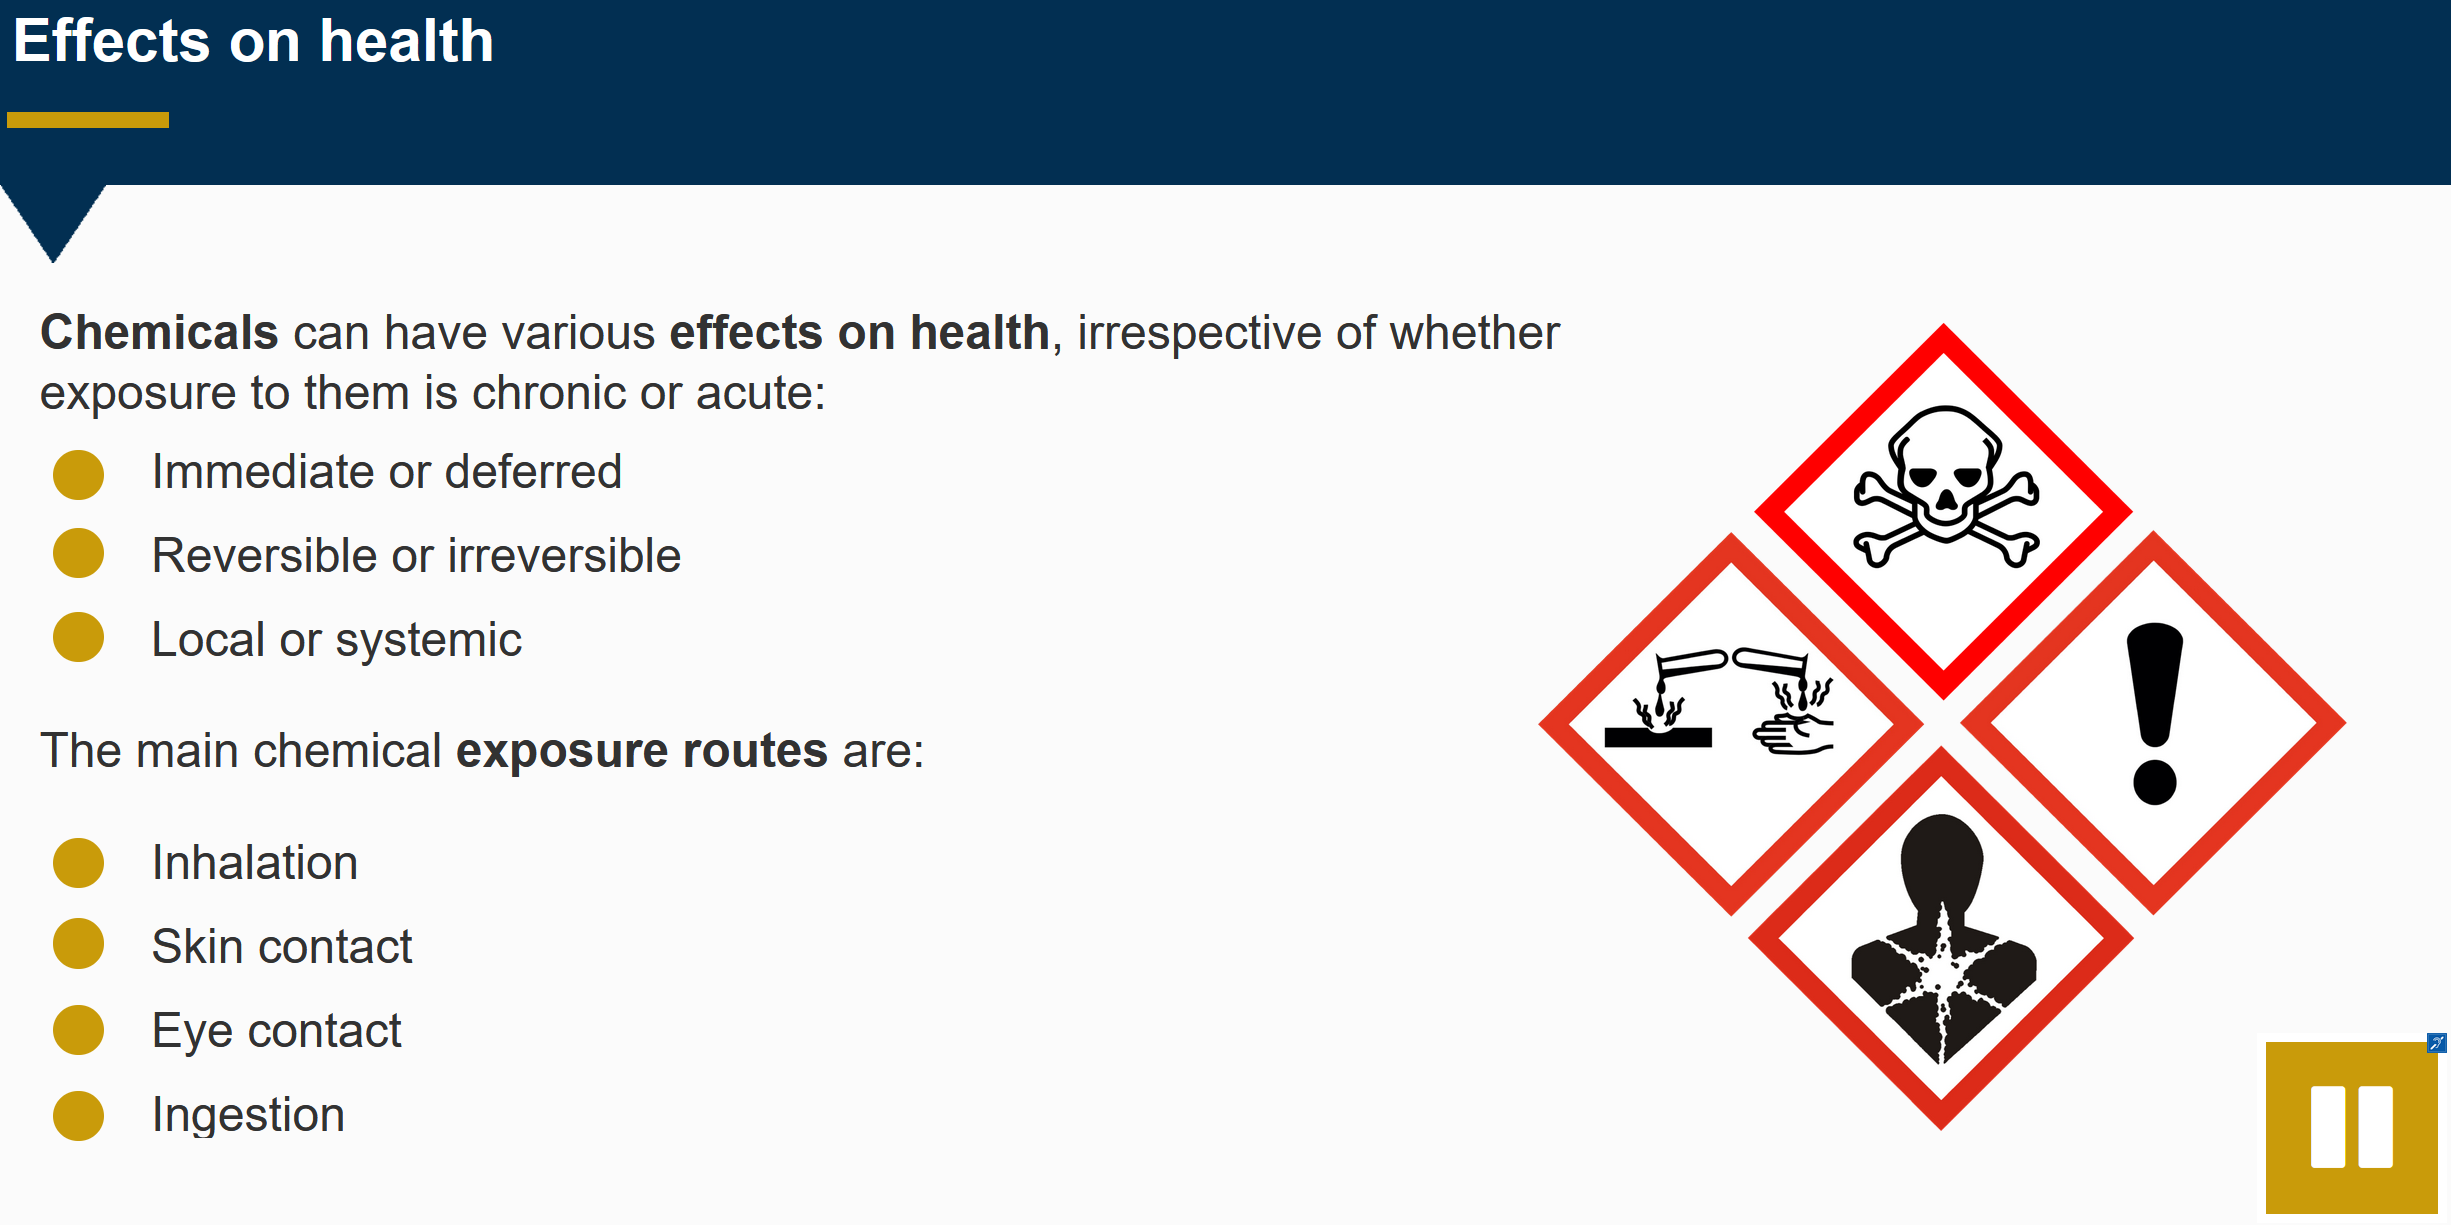 Effects on health
Chemicals can have various effects on health, irrespective of whether
exposure to them is chronic or acute:
Immediate or deferred
Reversible or irreversible
Local or systemic
The main chemical exposure routes are:
Inhalation
Skin contact
Eye contact
Ingestion